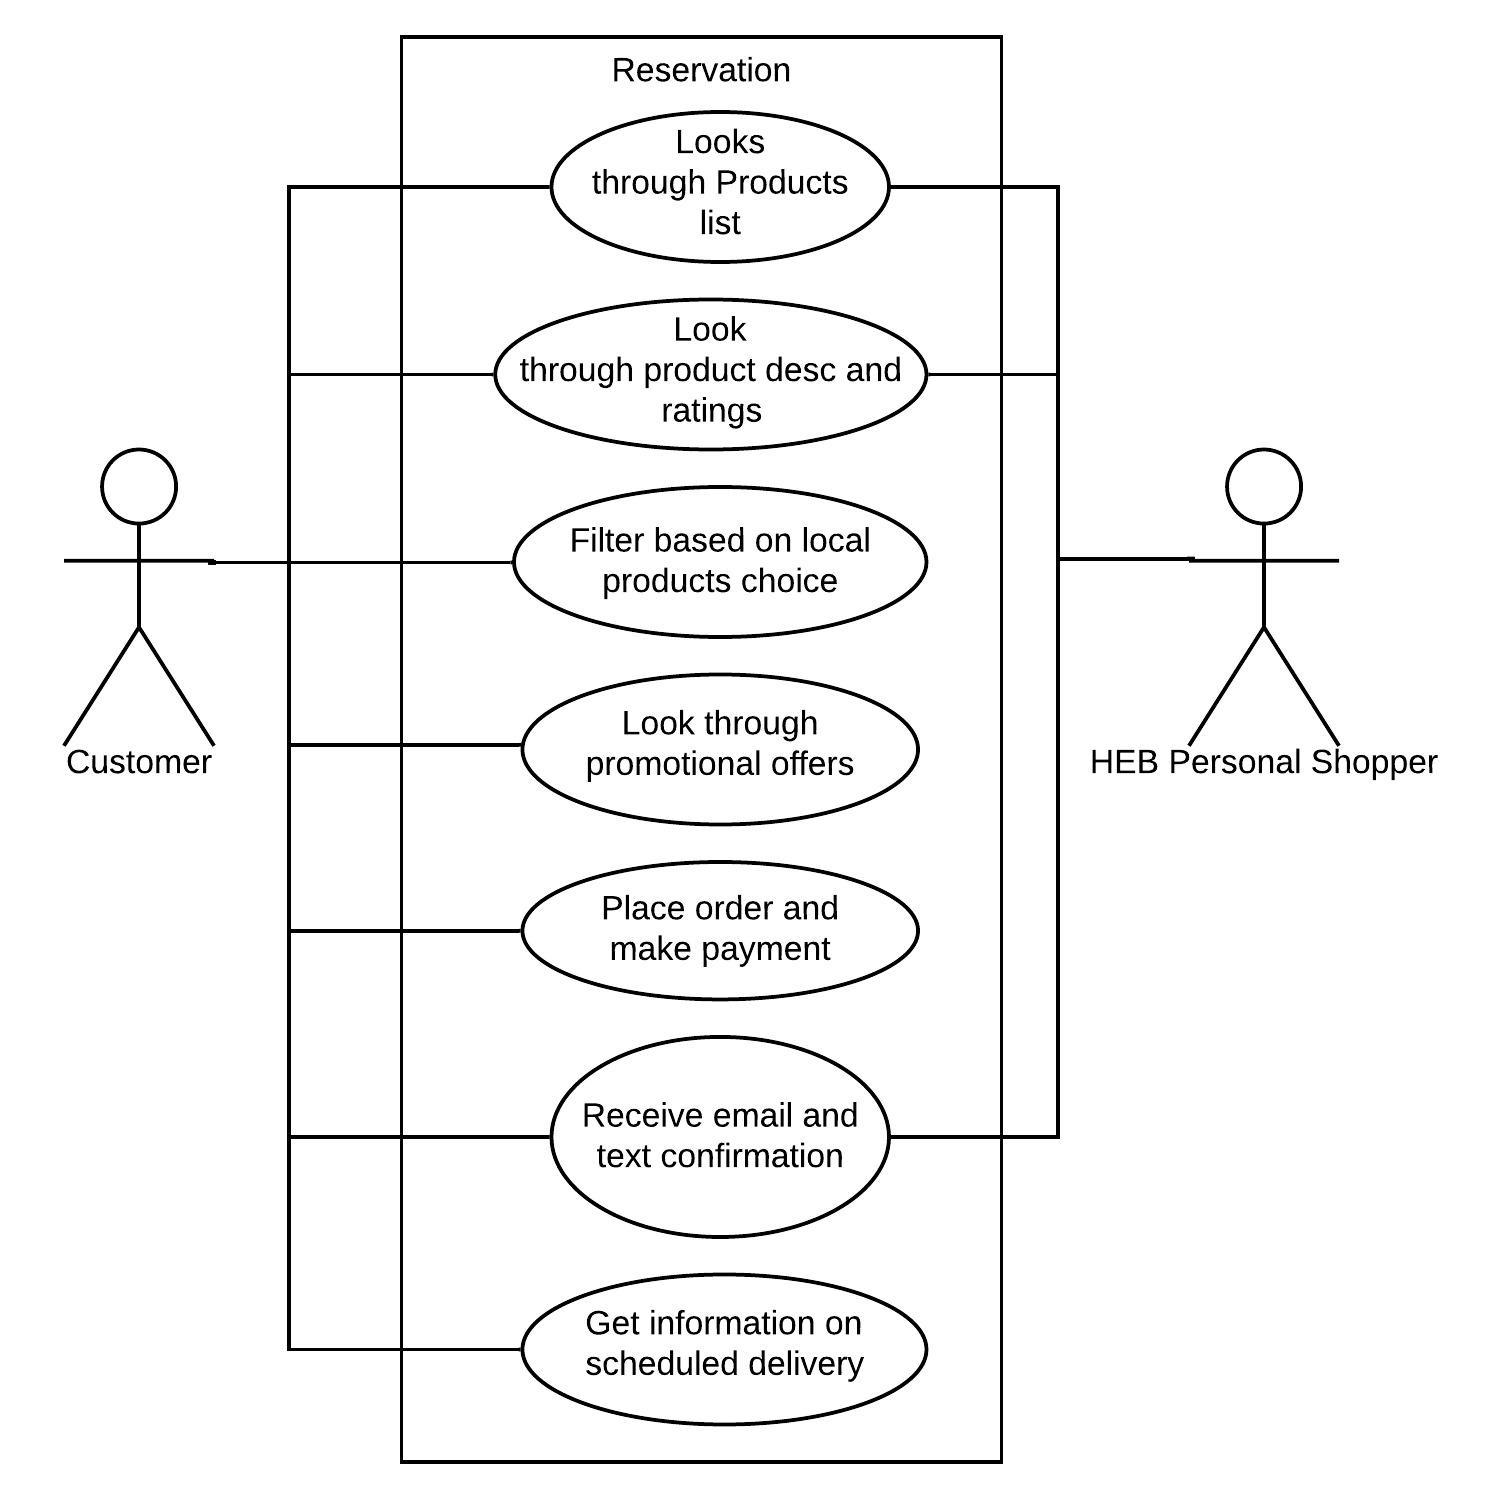 Reservation
Looks
through Products
list
Look
through product desc and
ratings
Filter based on local
products choice
Look through
promotional offers
Customer
HEB Personal Shopper
Place order and
make payment
Receive email and
text confirmation
Get information on
scheduled delivery